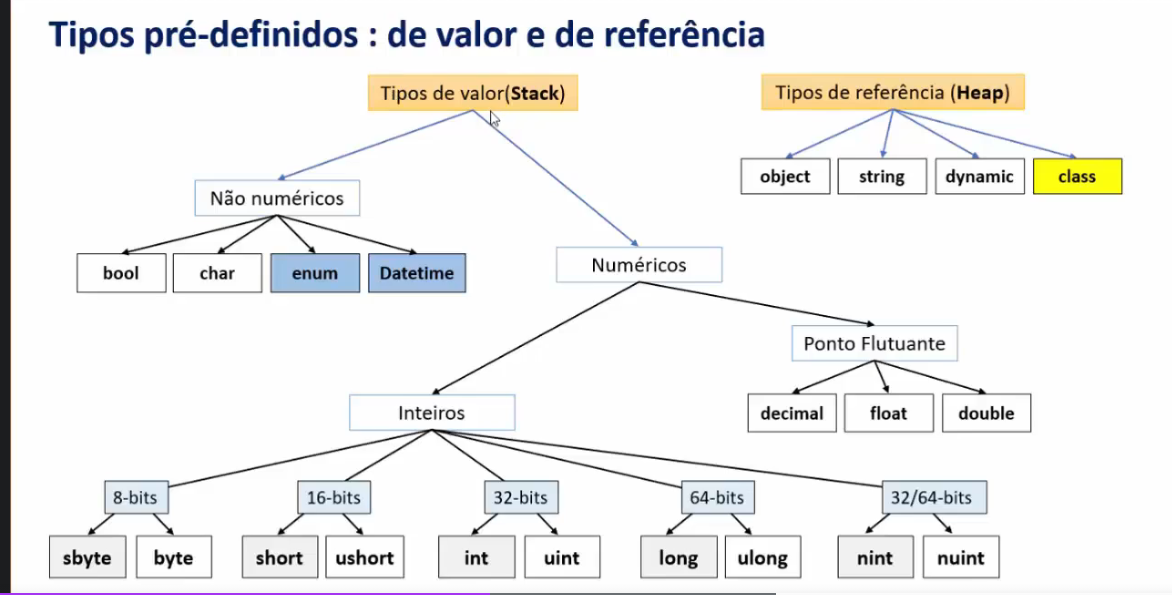 Tipos pré-definidos : de valor e de referência
Tipos de valor(Stack)
Tipos de referência (Heap)
object
string
dynamic
class
Não numéricos
bool
char
enum
Datetime
Numéricos
Ponto Flutuante
decimal
float
double
Inteiros
8-bits
16-bits
32-bits
64-bits
32/64-bits
sbyte
byte
short
ushort
int
uint
long
ulong
nint
nuint